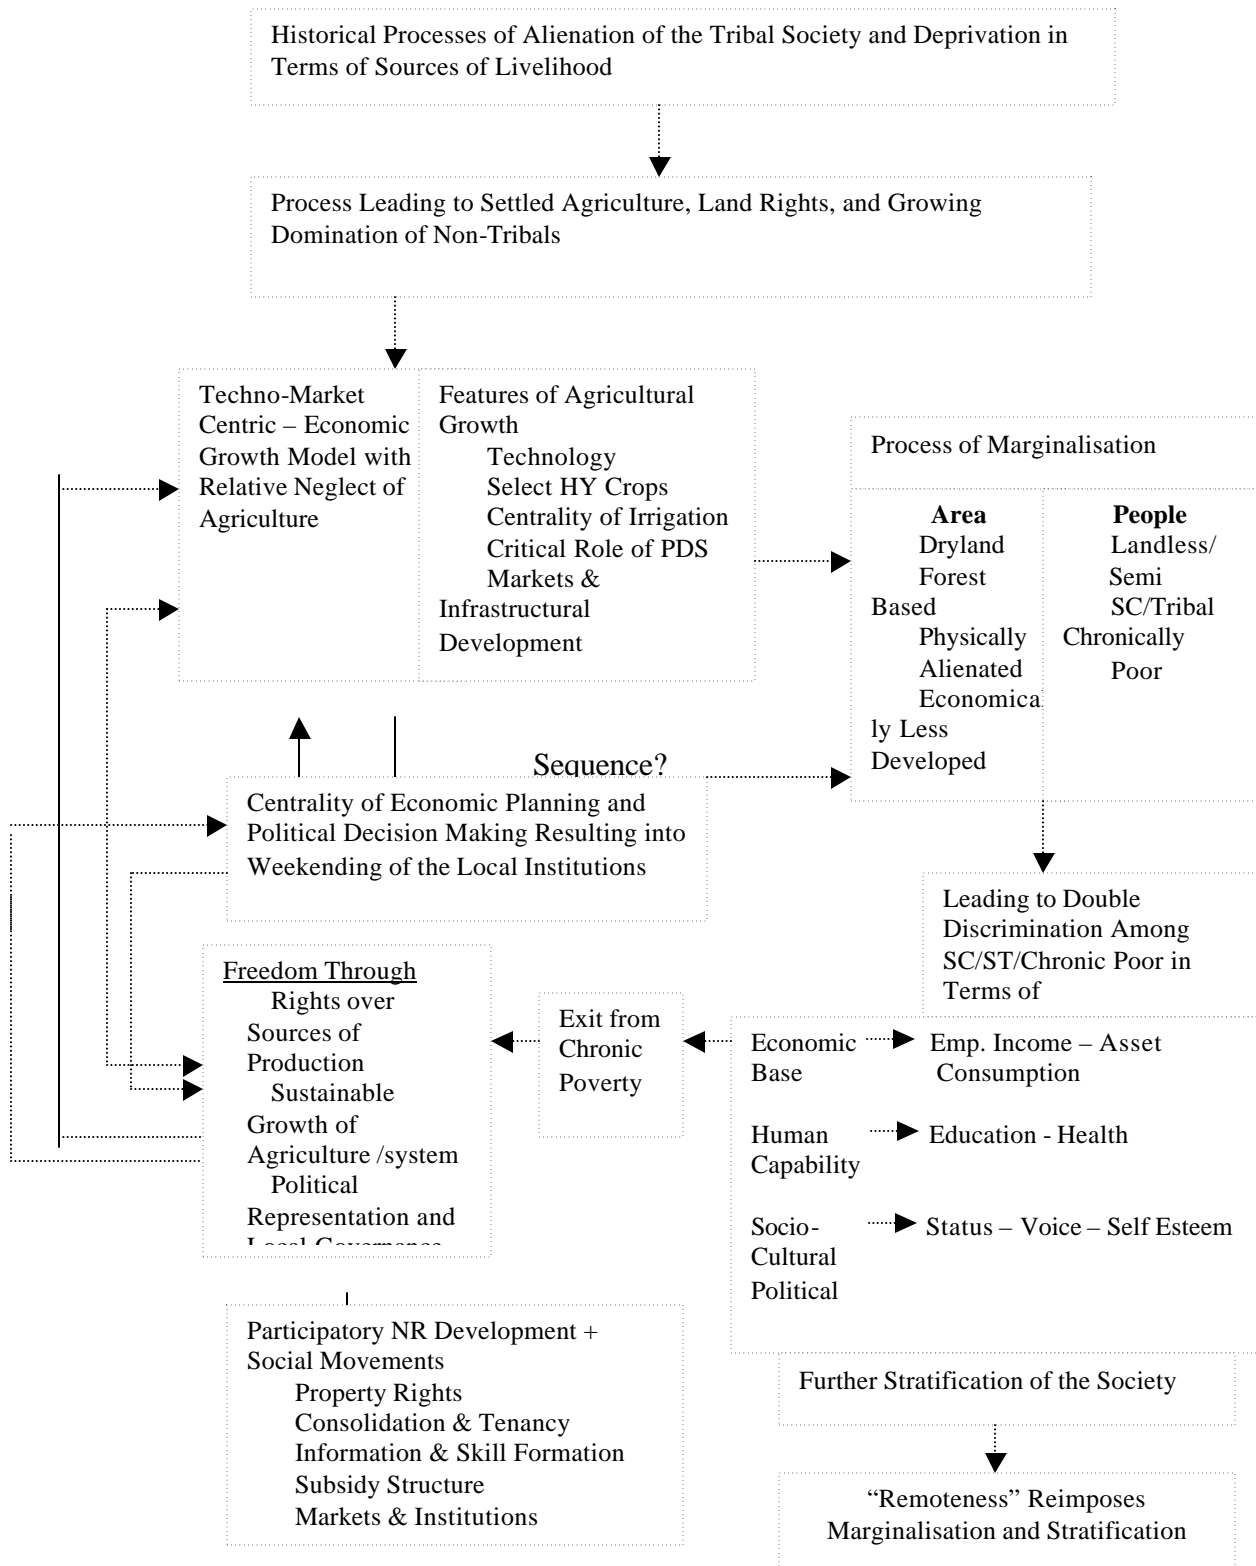 Historical Processes of Alienation of the Tribal Society and Deprivation in
Terms of Sources of Livelihood
Process Leading to Settled Agriculture, Land Rights, and Growing
Domination of Non-Tribals
Techno-Market
Centric – Economic
Growth Model with
Relative Neglect of
Agriculture
Features of Agricultural
Growth
Technology
Select HY Crops
Centrality of Irrigation
Critical Role of PDS
Markets &
Infrastructural
Development
Process of Marginalisation
Area
Dryland
Forest
Based
Physically
Alienated
Economica
ly Less
Developed
People
Landless/
Semi
SC/Tribal
Chronically
Poor
Sequence?
Centrality of Economic Planning and
Political Decision Making Resulting into
Weekending of the Local Institutions
Leading to Double
Discrimination Among
SC/ST/Chronic Poor in
Terms of
Freedom Through
Rights over
Sources of
Production
Sustainable
Growth of
Agriculture /system
Political
Representation and
Local Governance
Exit from
Chronic
Poverty
Economic
Base
Emp. Income – Asset
Consumption
Human
Capability
Education - Health
Socio-
Cultural
Political
Status – Voice – Self Esteem
Participatory NR Development +
Social Movements
Property Rights
Consolidation & Tenancy
Information & Skill Formation
Subsidy Structure
Markets & Institutions
Further Stratification of the Society
“Remoteness” Reimposes
Marginalisation and Stratification